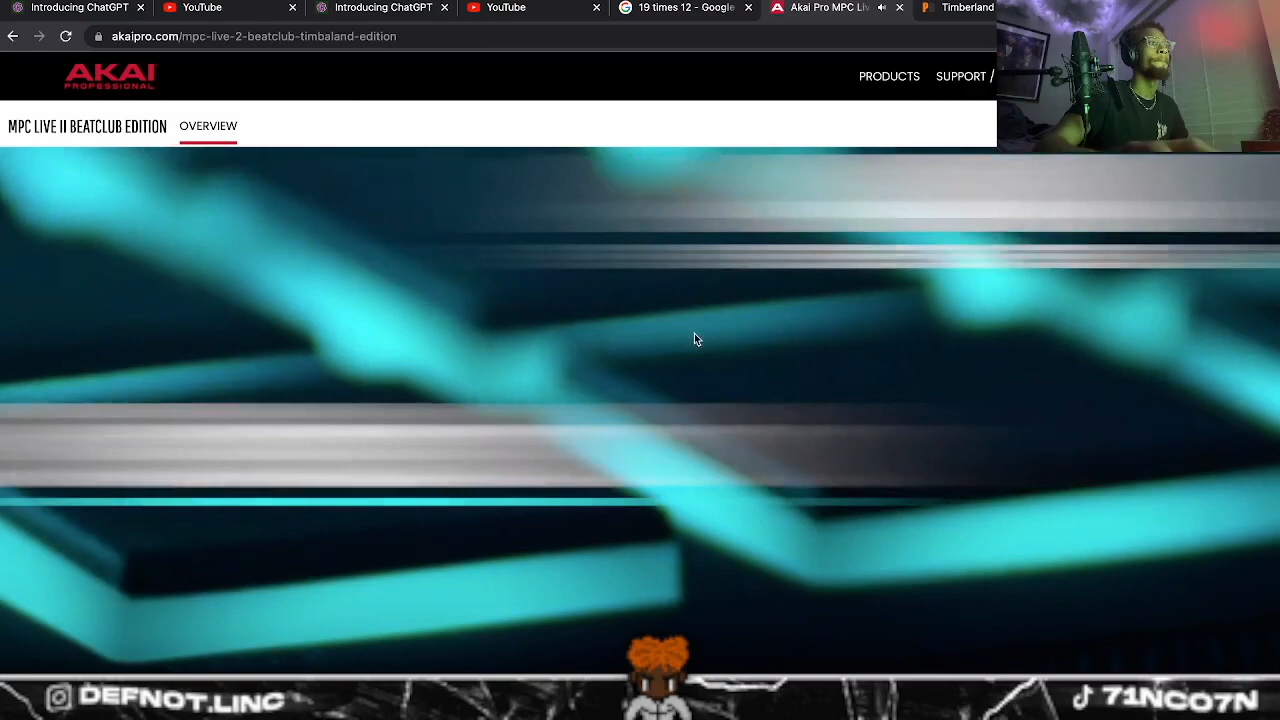 Introducing ChatGPT
YouTube
Introducing ChatGPT
YouTube
19 times 12 - Google
Akai Pro MPC Liv
Timberland
akaipro.com/mpc-live-2-beatclub-timbaland-edition
AKAI
PROFESSIONAL
PRODUCTS
SUPPORT /
MPC LIVE II BEATCLUB EDITION
OVERVIEW
DEFNOT.LINC
71NCO7N